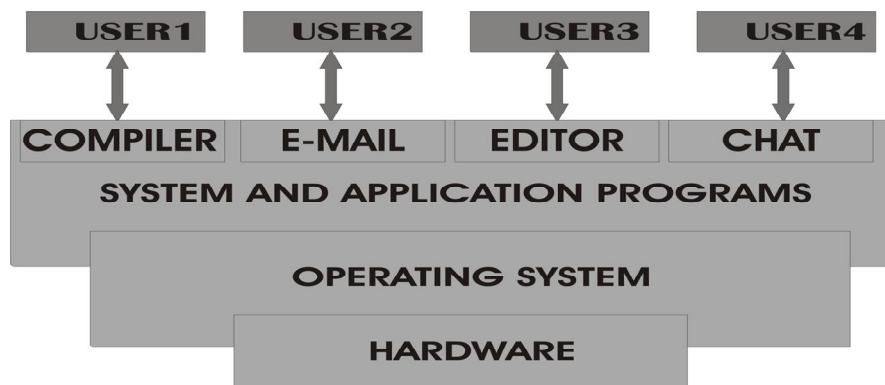 USER1 USER2 USER3 USER4
COMPILER E-MAIL EDITOR CHAT
SYSTEM AND APPLICATION PROGRAMS
OPERATING SYSTEM
HARDWARE